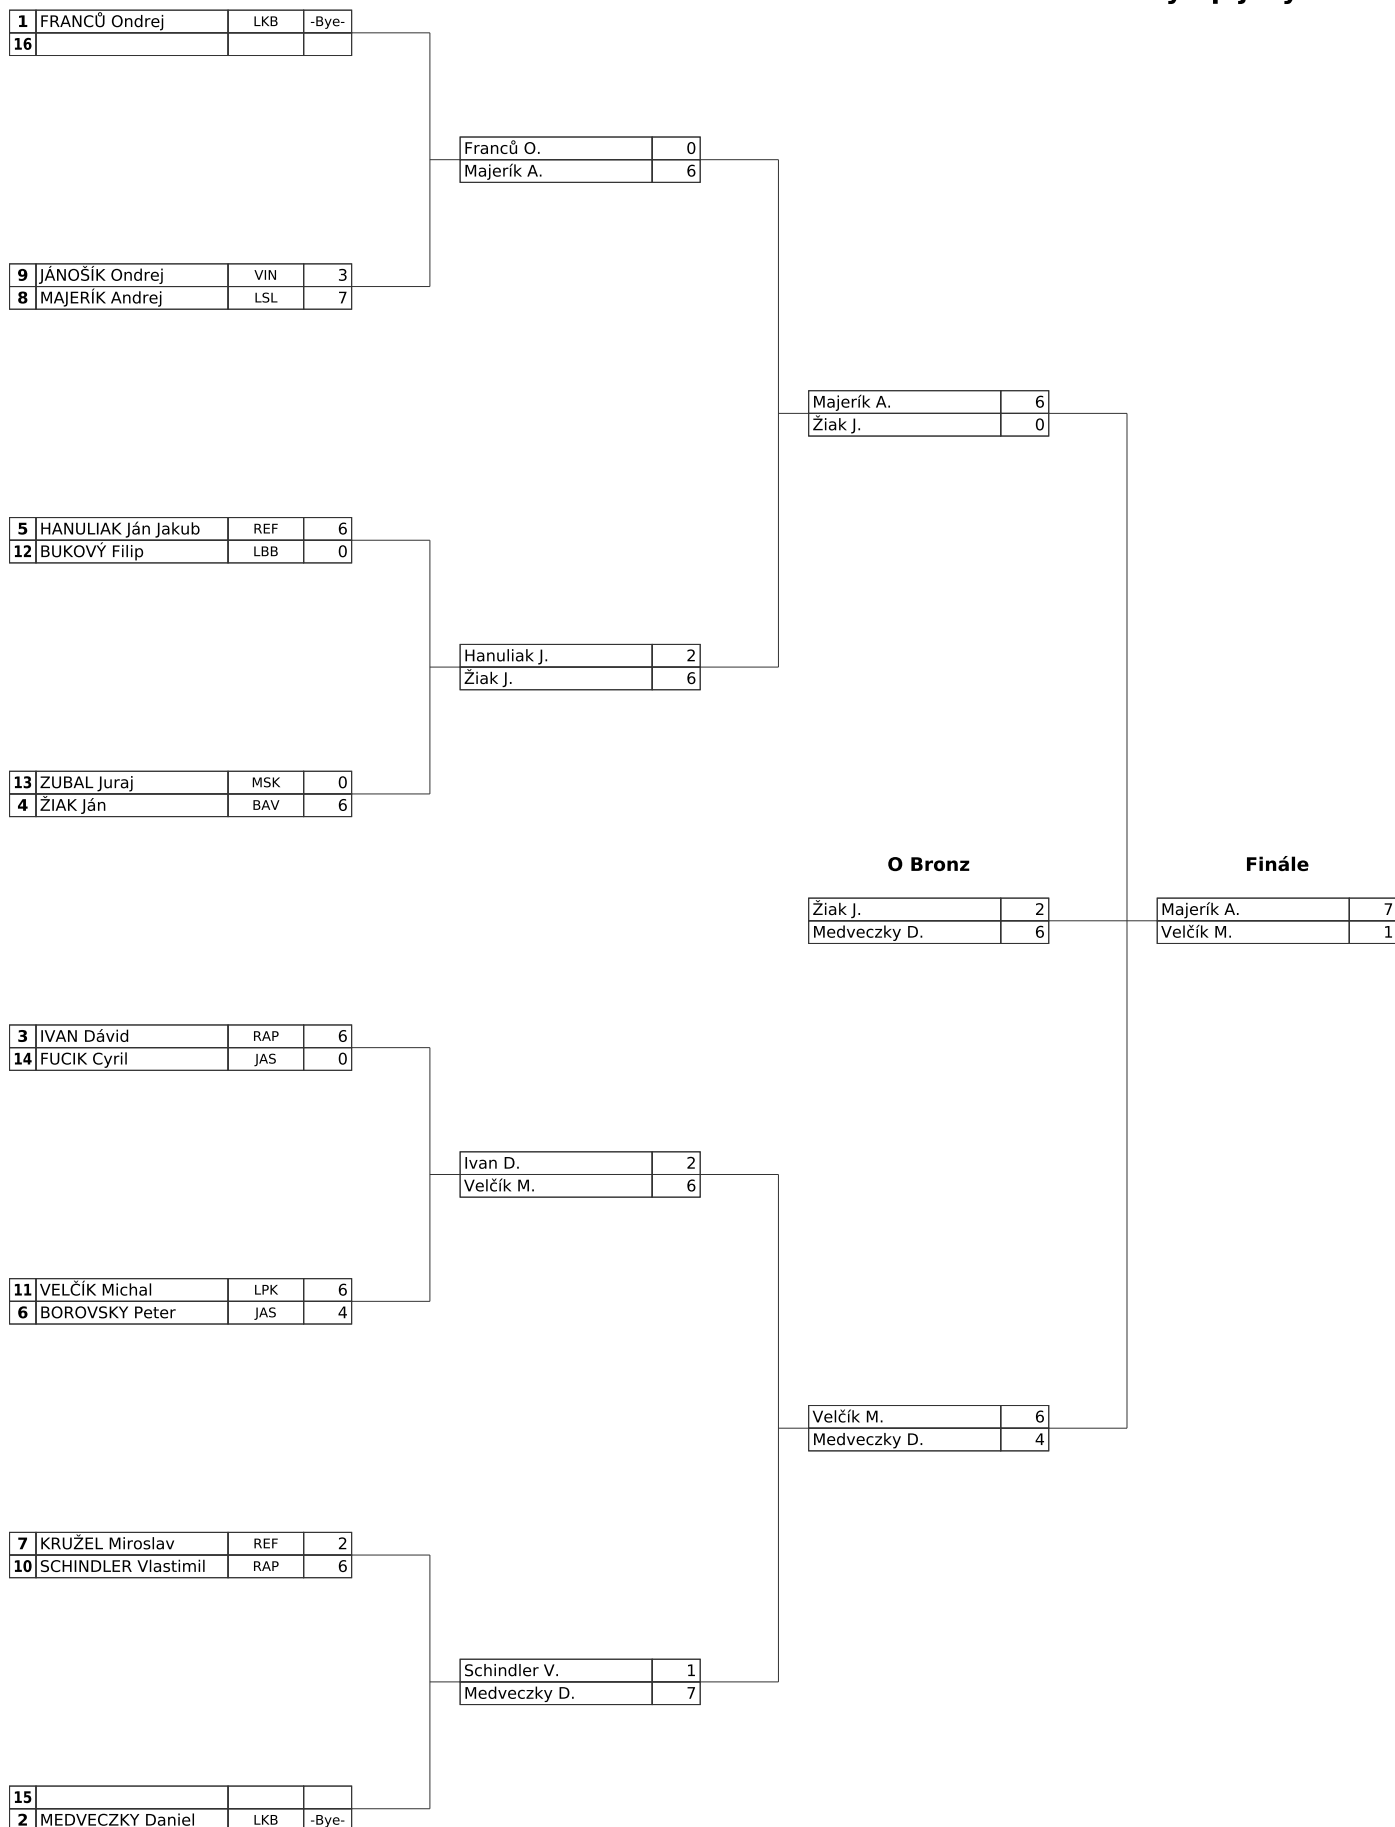 1 FRANCŮ Ondrej LKB -Bye-
16
Franců O. 0
Majerík A. 6
9 JÁNOŠÍK Ondrej VIN 3
8 MAJERÍK Andrej LSL 7
Majerík A. 6
Žiak J. 0
5 HANULIAK Ján Jakub REF 6
12 BUKOVÝ Filip LBB 0
Hanuliak J. 2
Žiak J. 6
13 ZUBAL Juraj MSK 0
4 ŽIAK Ján BAV 6
O Bronz Finále
Žiak J. 2 Majerík A. 7
Medveczky D. 6 Velčík M. 1
3 IVAN Dávid RAP 6
14 FUCIK Cyril JAS 0
Ivan D. 2
Velčík M. 6
11 VELČÍK Michal LPK 6
6 BOROVSKY Peter JAS 4
Velčík M. 6
Medveczky D. 4
7 KRUŽEL Miroslav REF 2
10 SCHINDLER Vlastimil RAP 6
Schindler V. 1
Medveczky D. 7
15
2 MEDVECZKY Daniel LKB -Bye-